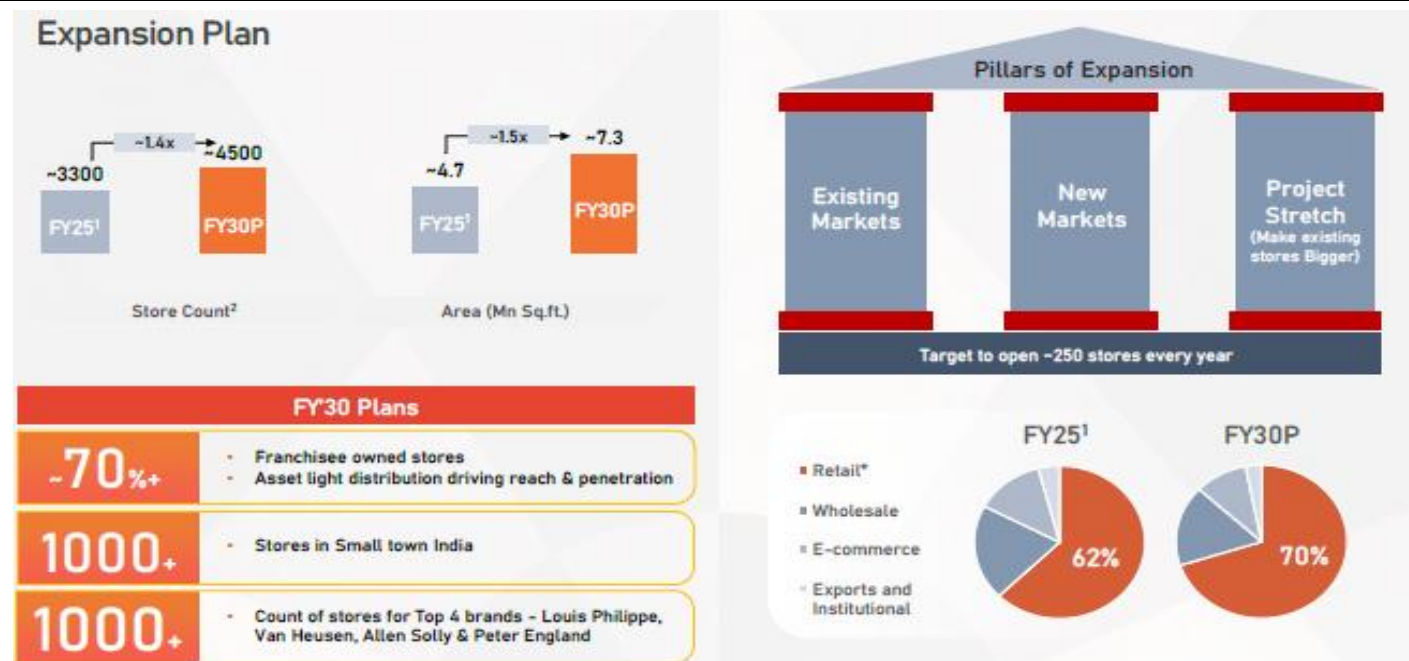 Expansion Plan
~1.4x
~3300
~4500
FY25¹
FY30P
Store Count²
~1.5x
~4.7
~7.3
FY25¹
FY30P
Area (Mn Sq.ft.)
FY'30 Plans
~70%+
- Franchisee owned stores
- Asset light distribution driving reach & penetration
1000+
- Stores in Small town India
1000+
- Count of stores for Top 4 brands - Louis Philippe,
Van Heusen, Allen Solly & Peter England
Pillars of Expansion
Existing
Markets
New
Markets
Project
Stretch
(Make existing
stores Bigger)
Target to open ~250 stores every year
Retail*
Wholesale
E-commerce
Exports and
Institutional
FY25¹
62%
FY30P
70%